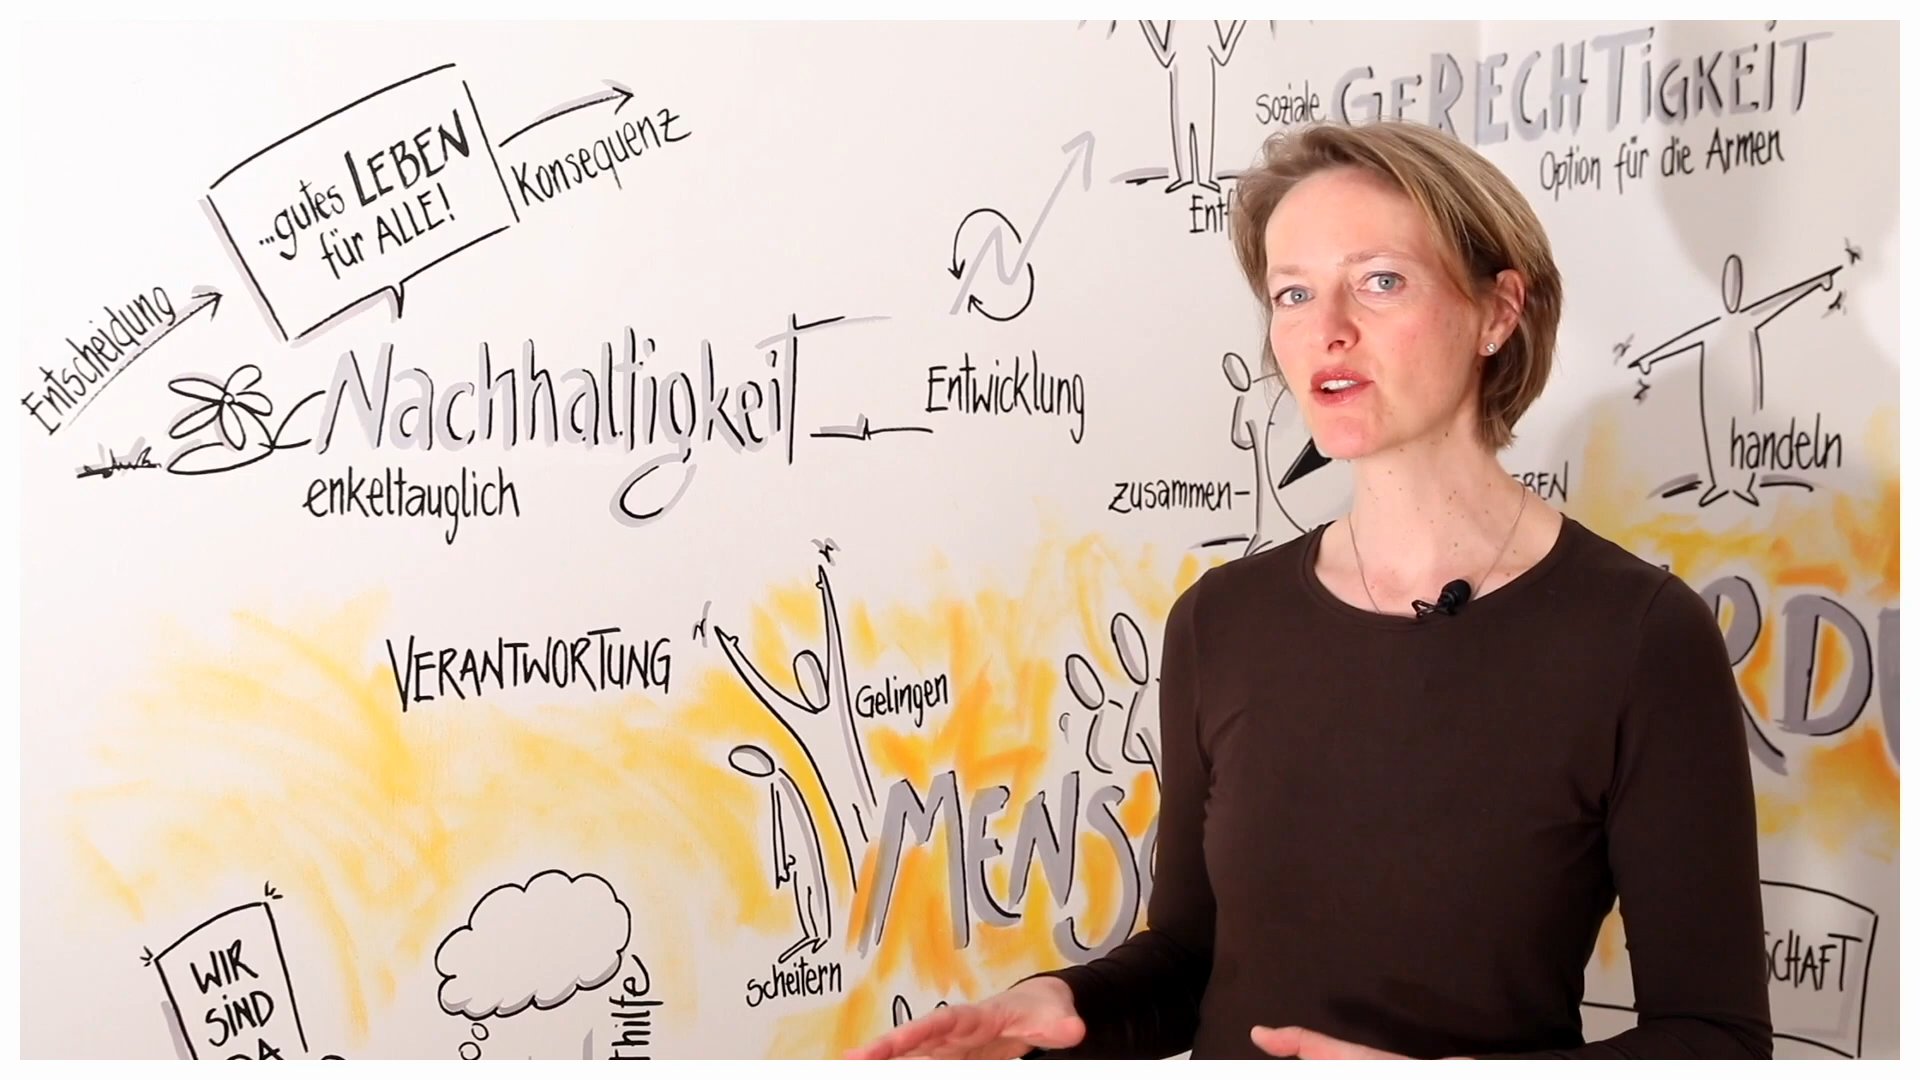 ...gutes LEBEN
für ALLE!
Konsequenz
Entscheidung
Nachhaltigkeit
enkeltauglich
Entwicklung
soziale GERECHTIGKEIT
Option für die Armen
handeln
zusammen-
VERANTWORTUNG
Gelingen
scheitern
WIR
SIND